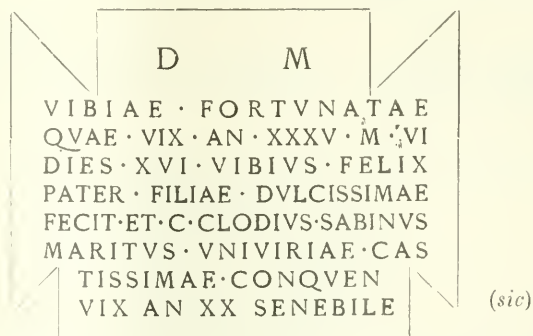 D M
VIBIAE · FORTVNATAE
QVAE · VIX · AN · XXXV · M · VI
DIES · XVI · VIBIVS · FELIX
PATER · FILIAE · DVLCISSIMAE
FECIT · ET · C · CLODIVS · SABINVS
MARITVS · VNIVIRIAE · CAS
TISSIMAE · CONQVEN
VIX AN XX SENEBILE (sic)